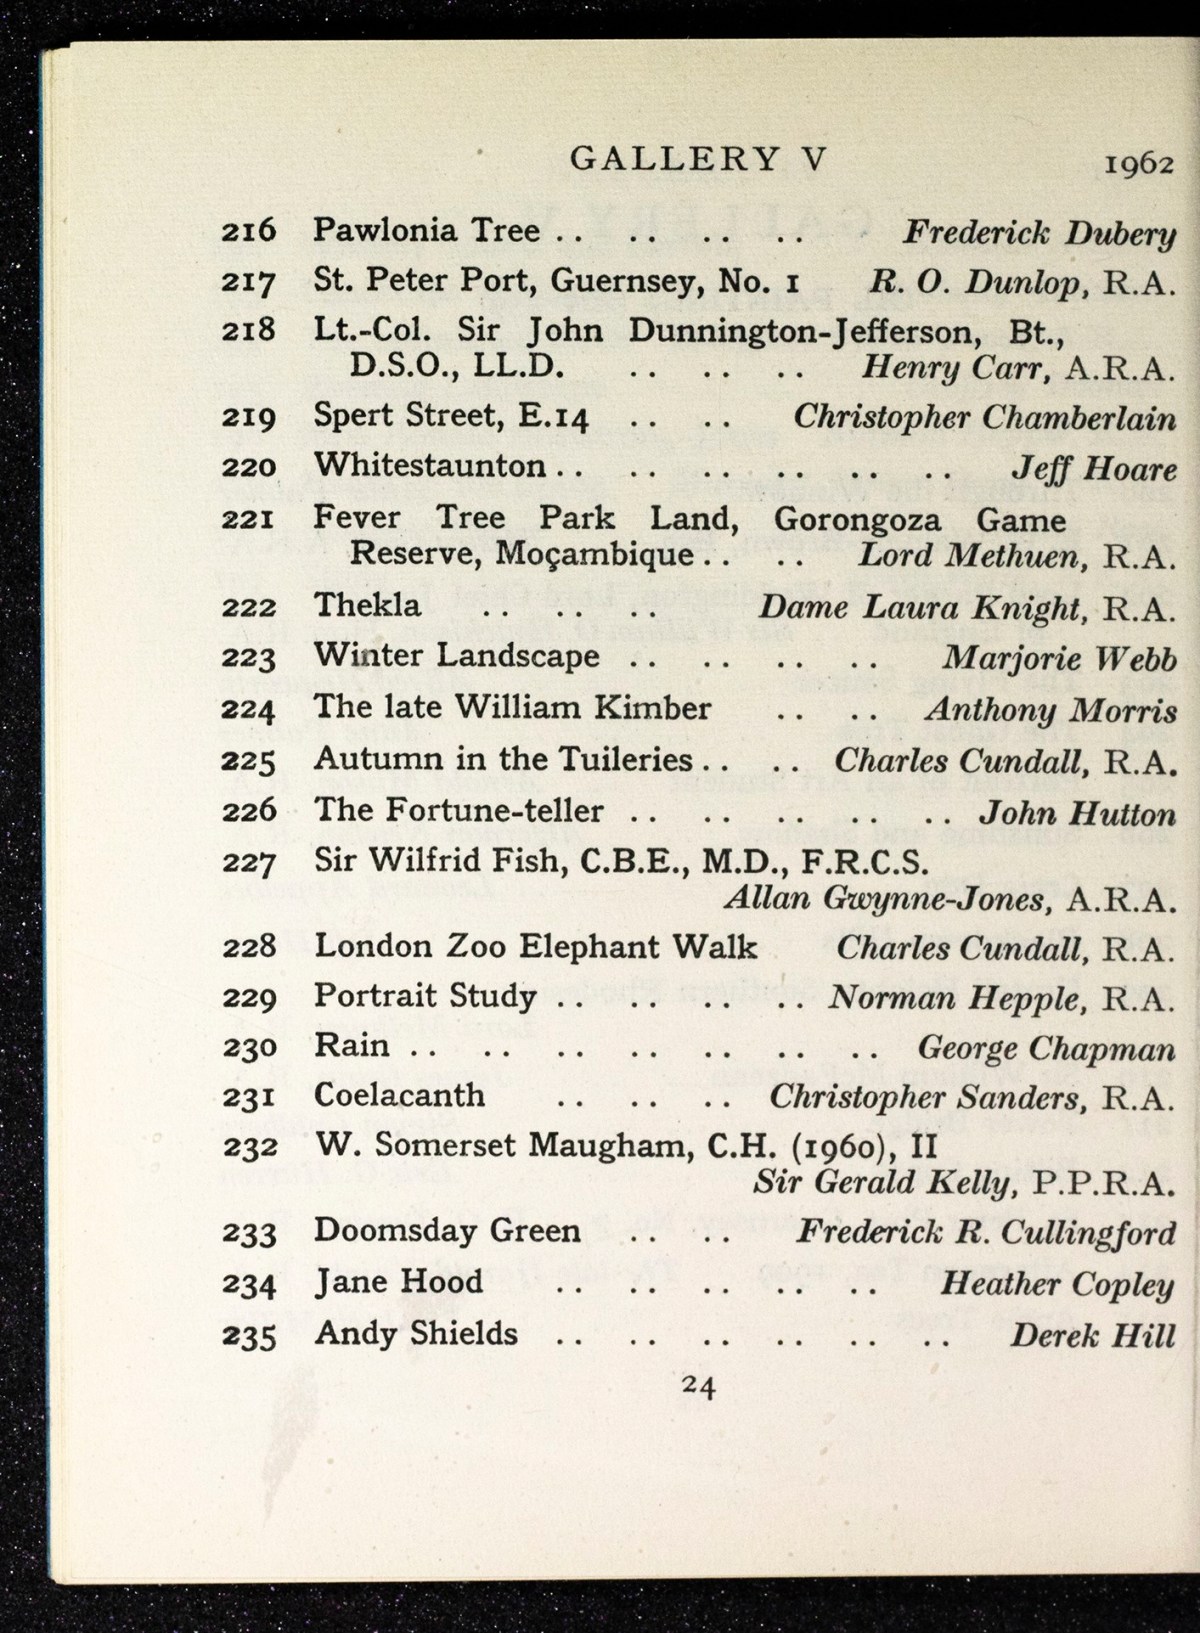 GALLERY V 1962
216 Pawlonia Tree .. .. .. .. Frederick Dubery
217 St. Peter Port, Guernsey, No. 1 R. O. Dunlop, R.A.
218 Lt.-Col. Sir John Dunnington-Jefferson, Bt.,
D.S.O., LL.D. .. .. .. Henry Carr, A.R.A.
219 Spert Street, E.14 .. .. Christopher Chamberlain
220 Whitestaunton .. .. .. .. .. .. Jeff Hoare
221 Fever Tree Park Land, Gorongoza Game
Reserve, Moçambique .. .. Lord Methuen, R.A.
222 Thekla .. .. .. Dame Laura Knight, R.A.
223 Winter Landscape .. .. .. .. Marjorie Webb
224 The late William Kimber .. .. Anthony Morris
225 Autumn in the Tuileries .. .. Charles Cundall, R.A.
226 The Fortune-teller .. .. .. .. .. John Hutton
227 Sir Wilfrid Fish, C.B.E., M.D., F.R.C.S.
Allan Gwynne-Jones, A.R.A.
228 London Zoo Elephant Walk Charles Cundall, R.A.
229 Portrait Study .. .. .. .. Norman Hepple, R.A.
230 Rain .. .. .. .. .. .. .. George Chapman
231 Coelacanth .. .. .. Christopher Sanders, R.A.
232 W. Somerset Maugham, C.H. (1960), II
Sir Gerald Kelly, P.P.R.A.
233 Doomsday Green .. .. Frederick R. Cullingford
234 Jane Hood .. .. .. .. .. Heather Copley
235 Andy Shields .. .. .. .. .. .. Derek Hill
24